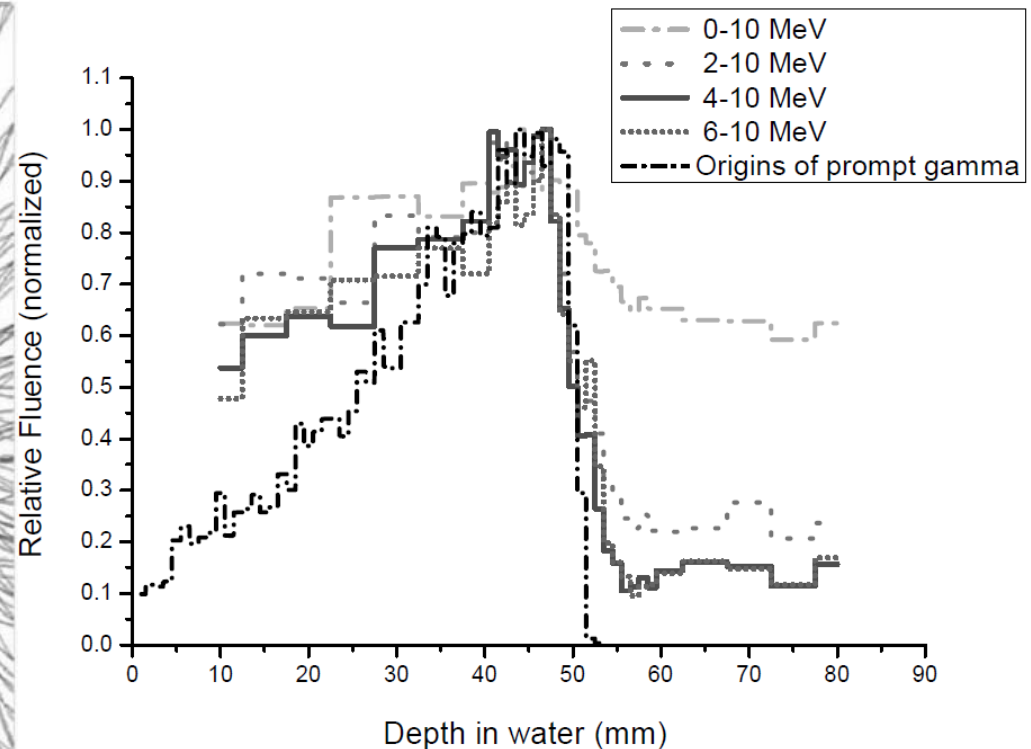 0-10 MeV
2-10 MeV
4-10 MeV
6-10 MeV
Origins of prompt gamma
1.1
1.0
0.9
0.8
0.7
0.6
0.5
0.4
0.3
0.2
0.1
0.0
Relative Fluence (normalized)
0 10 20 30 40 50 60 70 80 90
Depth in water (mm)